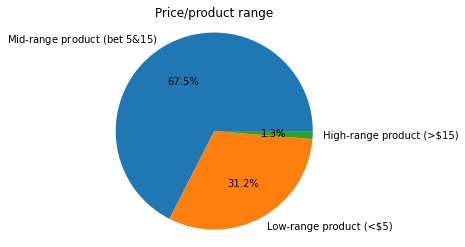 Price/product range
Mid-range product (bet 5&15)
67.5%
1.3%
High-range product (>$15)
31.2%
Low-range product (<$5)